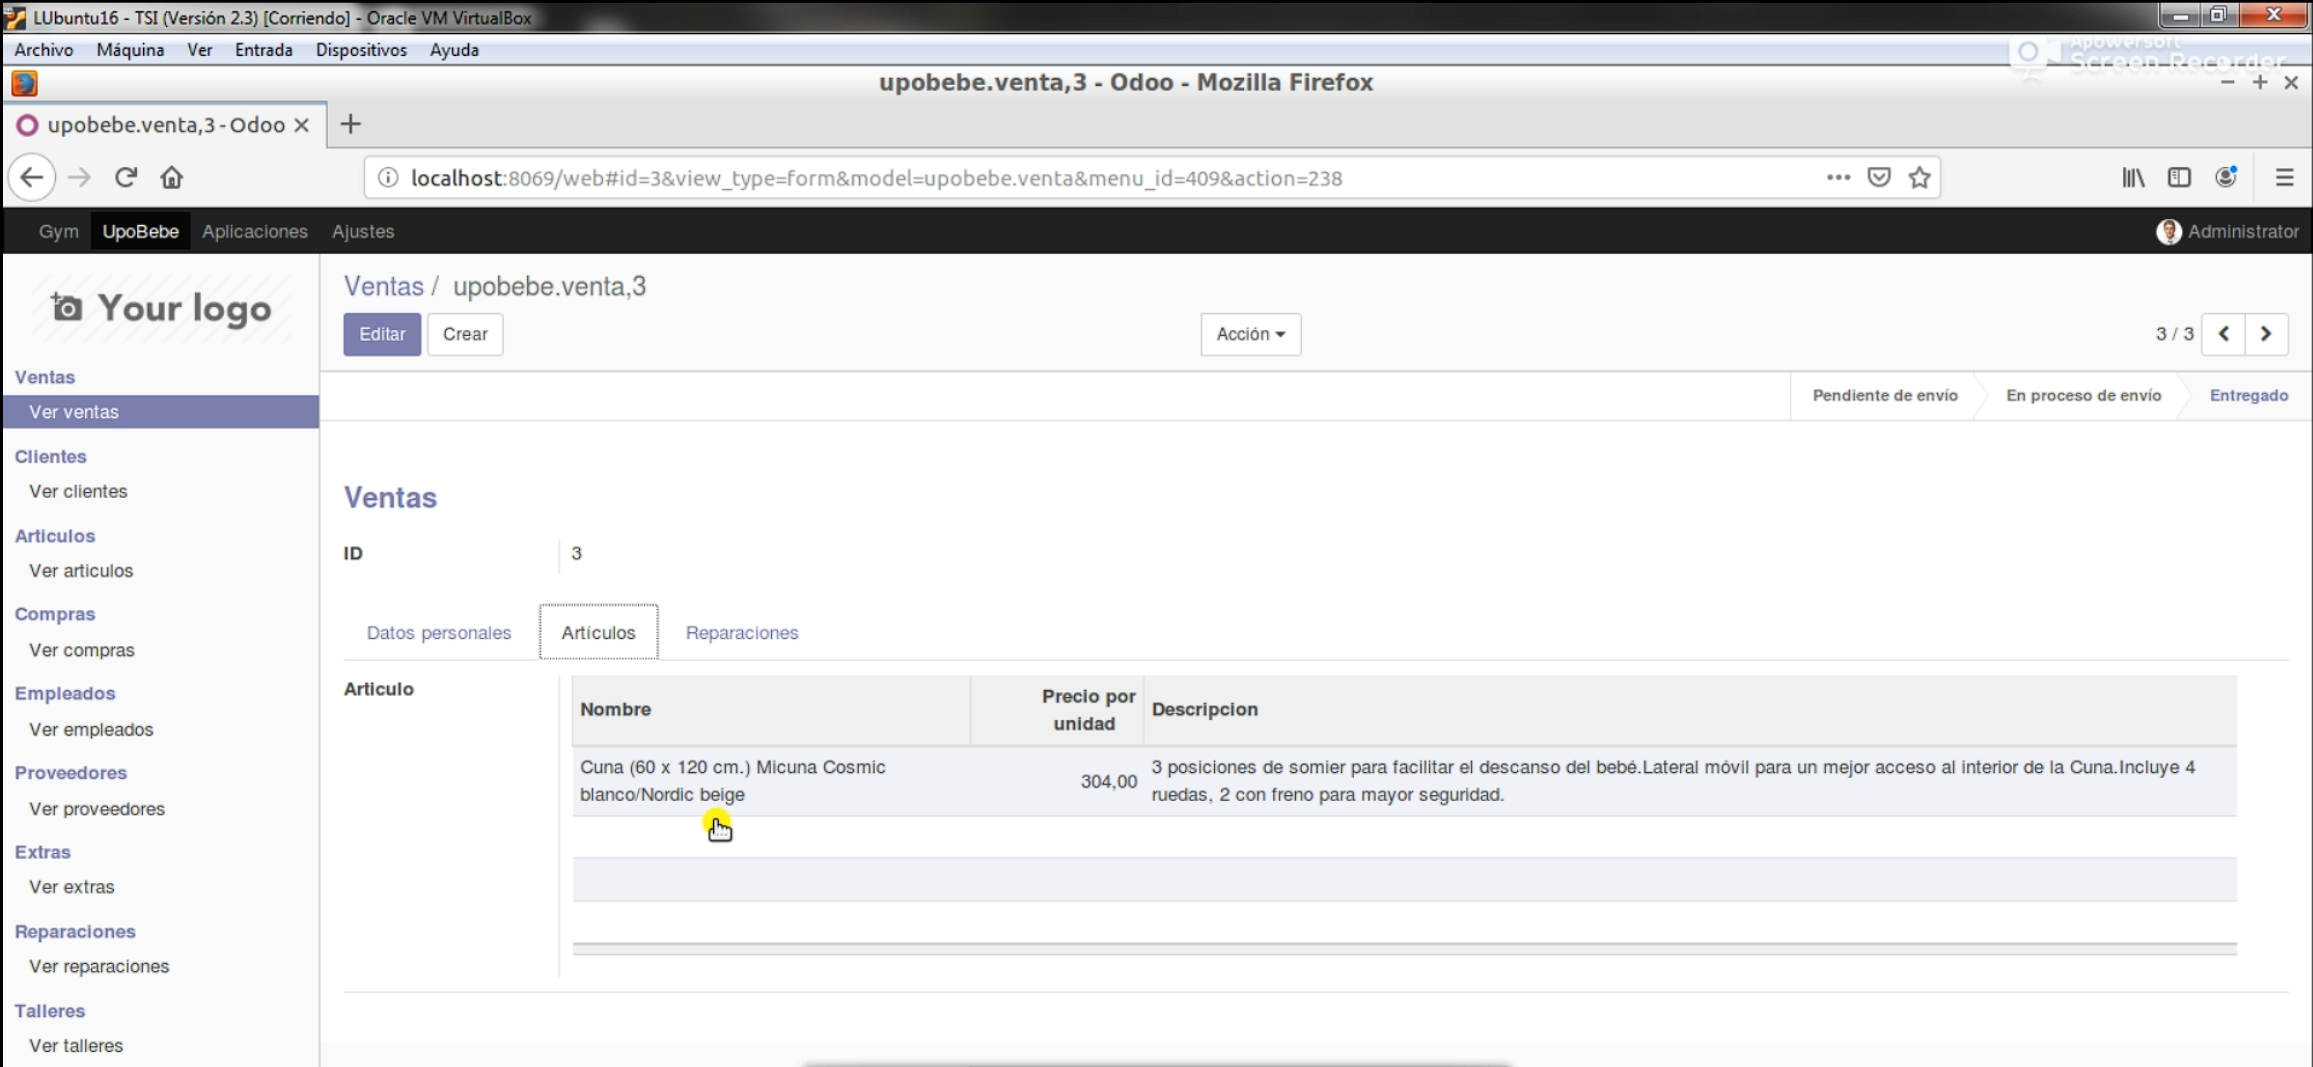 LUbuntu16 - TSI (Versión 2.3) [Corriendo] - Oracle VM VirtualBox
Archivo Máquina Ver Entrada Dispositivos Ayuda
Apowersoft
Screen Recorder
upobebe.venta,3 - Odoo - Mozilla Firefox
upobebe.venta,3 - Odoo
localhost:8069/web#id=3&view_type=form&model=upobebe.venta&menu_id=409&action=238
Gym UpoBebe Aplicaciones Ajustes Administrator
Your logo
Ventas
Ver ventas
Clientes
Ver clientes
Articulos
Ver articulos
Compras
Ver compras
Empleados
Ver empleados
Proveedores
Ver proveedores
Extras
Ver extras
Reparaciones
Ver reparaciones
Talleres
Ver talleres
Ventas / upobebe.venta,3
Editar Crear Acción 3 / 3
Pendiente de envío En proceso de envío Entregado
Ventas
ID 3
Datos personales Artículos Reparaciones
Articulo
Nombre Precio por unidad Descripcion
Cuna (60 x 120 cm.) Micuna Cosmic
blanco/Nordic beige
304,00
3 posiciones de somier para facilitar el descanso del bebé.Lateral móvil para un mejor acceso al interior de la Cuna.Incluye 4
ruedas, 2 con freno para mayor seguridad.